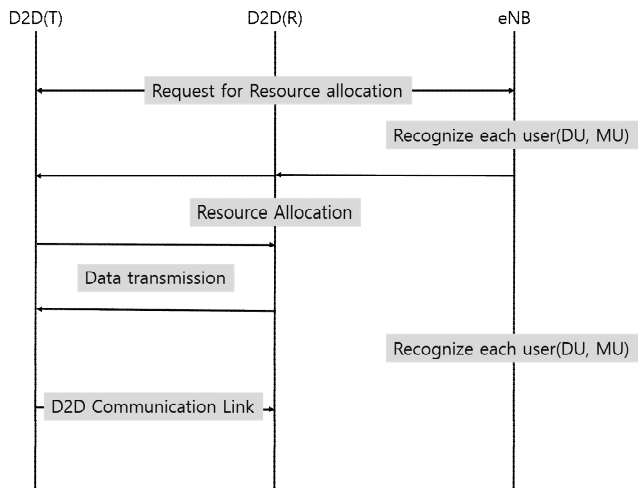 D2D(T) D2D(R) eNB
Request for Resource allocation
Recognize each user(DU, MU)
Resource Allocation
Data transmission
Recognize each user(DU, MU)
D2D Communication Link